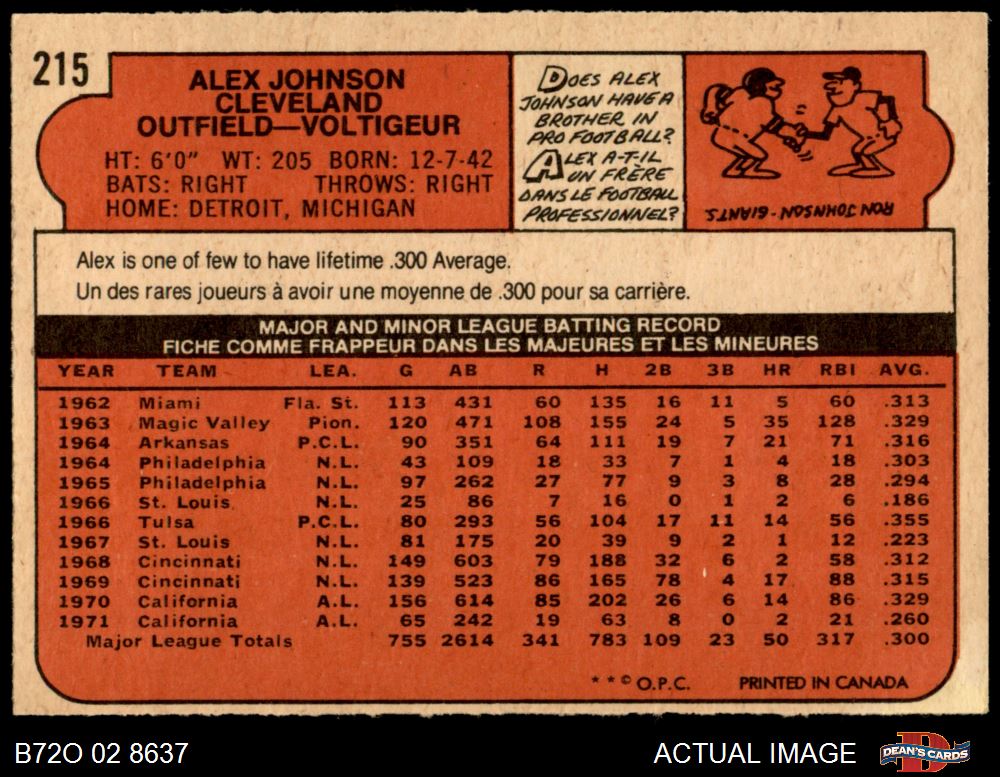 215
ALEX JOHNSON
CLEVELAND
OUTFIELD—VOLTIGEUR
HT: 6'0" WT: 205 BORN: 12-7-42
BATS: RIGHT THROWS: RIGHT
HOME: DETROIT, MICHIGAN
DOES ALEX
JOHNSON HAVE A
BROTHER IN
PRO FOOTBALL?
ALEX A-T-IL
UN FRÈRE
DANS LE FOOTBALL
PROFESSIONNEL?
RON JOHNSON-GIANTS.
Alex is one of few to have lifetime .300 Average.
Un des rares joueurs à avoir une moyenne de .300 pour sa carrière.
MAJOR AND MINOR LEAGUE BATTING RECORD
FICHE COMME FRAPPEUR DANS LES MAJEURES ET LES MINEURES
YEAR TEAM LEA. G AB R H 2B 3B HR RBI AVG.
1962 Miami Fla. St. 113 431 60 135 16 11 5 60 .313
1963 Magic Valley Pion. 120 471 108 155 24 5 35 128 .329
1964 Arkansas P.C.L. 90 351 64 111 19 7 21 71 .316
1964 Philadelphia N.L. 43 109 18 33 7 1 4 18 .303
1965 Philadelphia N.L. 97 262 27 77 9 3 8 28 .294
1966 St. Louis N.L. 25 86 7 16 0 1 2 6 .186
1966 Tulsa P.C.L. 80 293 56 104 17 11 14 56 .355
1967 St. Louis N.L. 81 175 20 39 9 2 1 12 .223
1968 Cincinnati N.L. 149 603 79 188 32 6 2 58 .312
1969 Cincinnati N.L. 139 523 86 165 78 4 17 88 .315
1970 California A.L. 156 614 85 202 26 6 14 86 .329
1971 California A.L. 65 242 19 63 8 0 2 21 .260
Major League Totals 755 2614 341 783 109 23 50 317 .300
**© O.P.C. PRINTED IN CANADA
B72O 02 8637 ACTUAL IMAGE DEAN'S CARDS